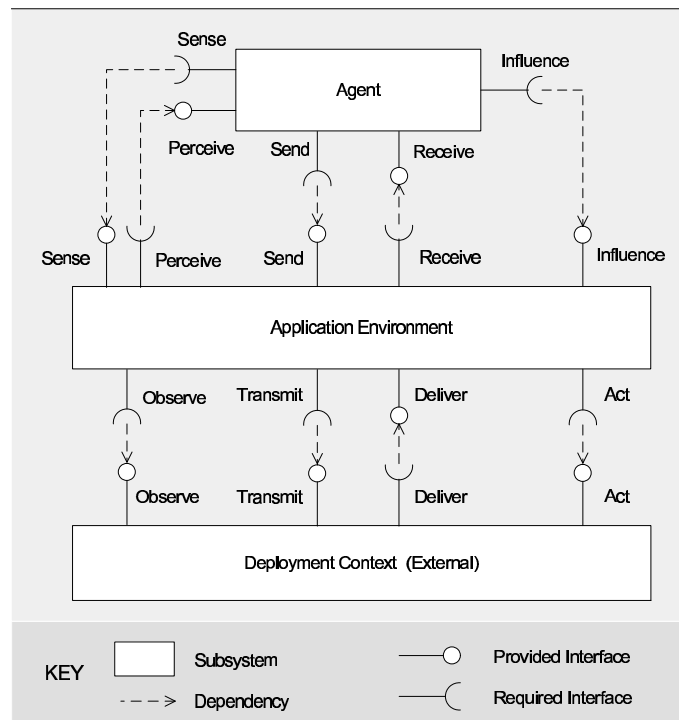 Sense
Influence
Agent
Perceive
Send
Receive
Sense
Perceive
Send
Receive
Influence
Application Environment
Observe
Transmit
Deliver
Act
Observe
Transmit
Deliver
Act
Deployment Context (External)
KEY
Subsystem
Provided Interface
Dependency
Required Interface